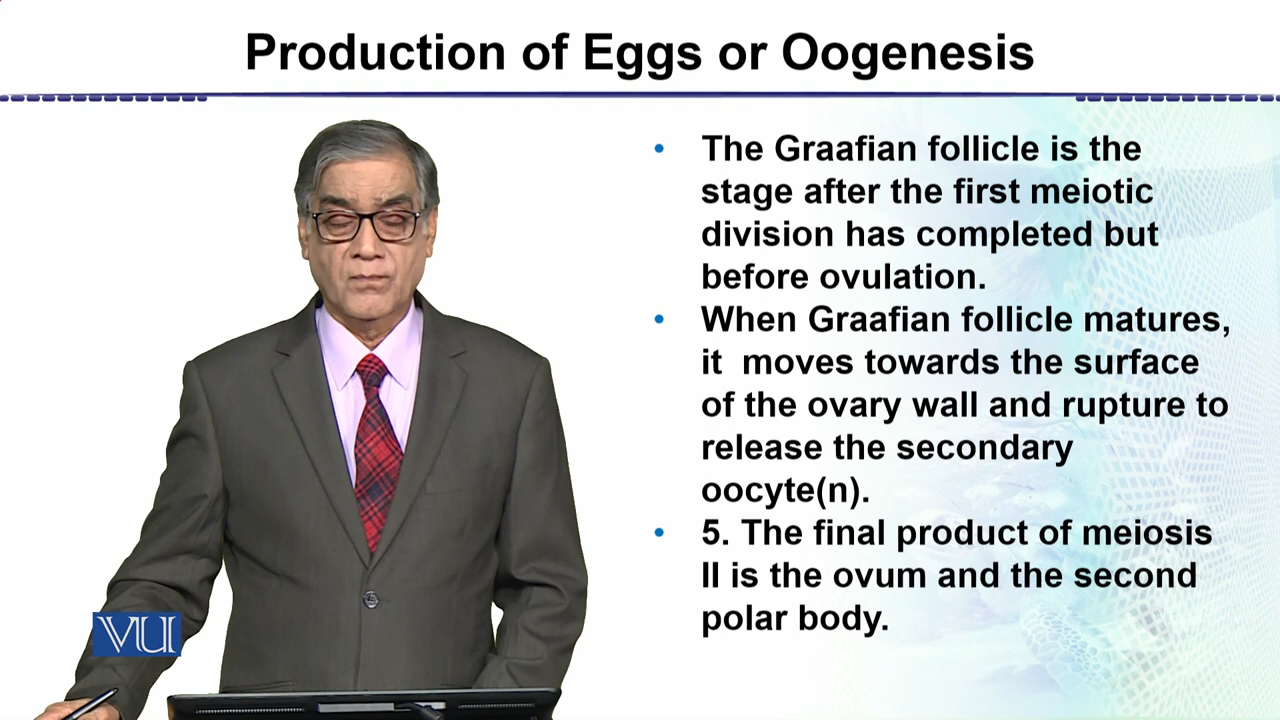 Production of Eggs or Oogenesis
• The Graafian follicle is the
stage after the first meiotic
division has completed but
before ovulation.
• When Graafian follicle matures,
it  moves towards the surface
of the ovary wall and rupture to
release the secondary
oocyte(n).
• 5. The final product of meiosis
II is the ovum and the second
polar body.
VU